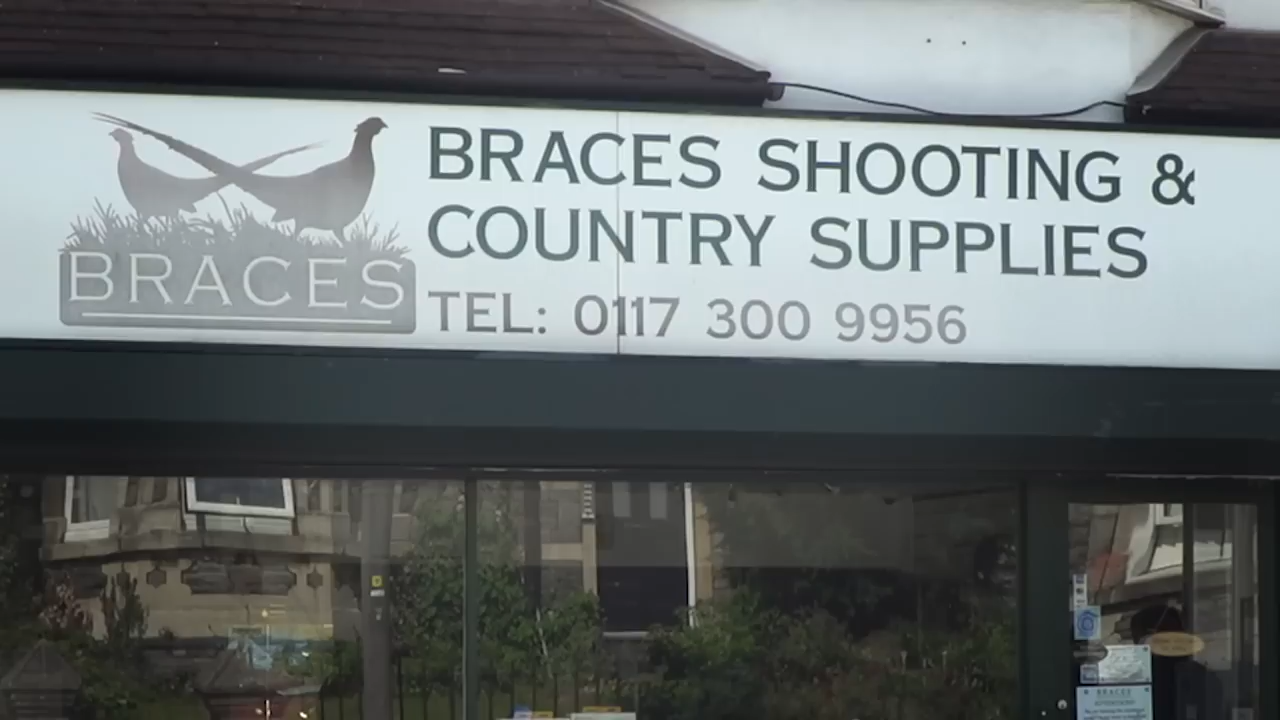 BRACES SHOOTING &
COUNTRY SUPPLIES
BRACES
TEL: 0117 300 9956
BRACES